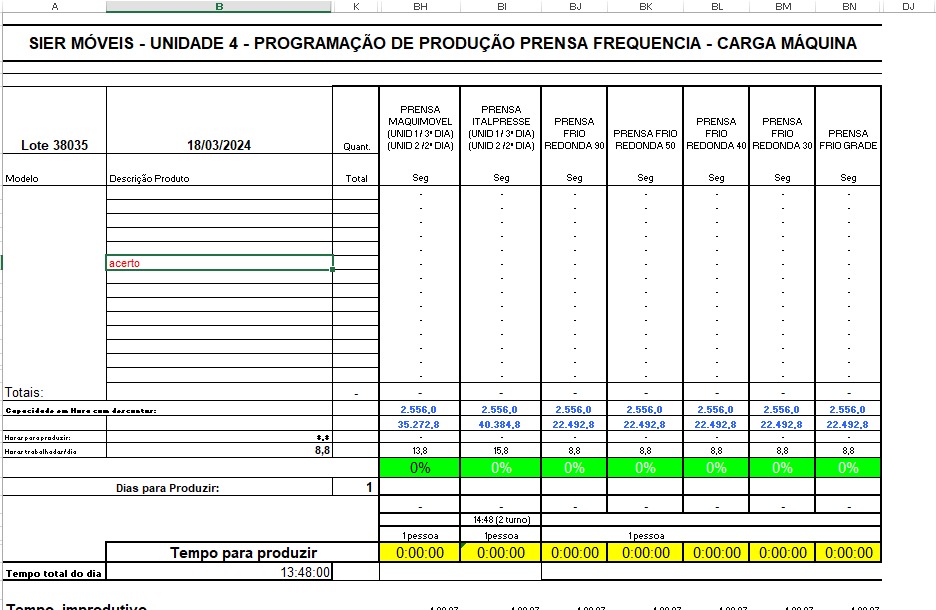 A B K BH BI BJ BK BL BM BN DJ
SIER MÓVEIS - UNIDADE 4 - PROGRAMAÇÃO DE PRODUÇÃO PRENSA FREQUENCIA - CARGA MÁQUINA
Lote 38035
18/03/2024
Quant.
PRENSA
MAQUIMOVEL
(UNID 1 / 3ª DIA)
(UNID 2 /2ª DIA)
PRENSA
ITALPRESSE
(UNID 1 / 3ª DIA)
(UNID 2 /2ª DIA)
PRENSA
FRIO
REDONDA 90
PRENSA FRIO
REDONDA 50
PRENSA
FRIO
REDONDA 40
PRENSA
FRIO
REDONDA 30
PRENSA
FRIO GRADE
Modelo Descrição Produto Total Seg Seg Seg Seg Seg Seg Seg
- - - - - - -
- - - - - - -
- - - - - - -
- - - - - - -
- - - - - - -
acerto - - - - - - -
- - - - - - -
- - - - - - -
- - - - - - -
- - - - - - -
- - - - - - -
- - - - - - -
- - - - - - -
- - - - - - -
Totais: - - - - - - - -
Capacidade em Hora com descontar: 2.556,0 2.556,0 2.556,0 2.556,0 2.556,0 2.556,0 2.556,0
35.272,8 40.384,8 22.492,8 22.492,8 22.492,8 22.492,8 22.492,8
Horas para produzir: - - - - - - -
Horas trabalhadas/dia 8,8 13,8 15,8 8,8 8,8 8,8 8,8 8,8
0% 0% 0% 0% 0% 0% 0%
Dias para Produzir: 1
- - - - - - -
14:48 (2 turno)
1 pessoa 1 pessoa 1 pessoa
Tempo para produzir 0:00:00 0:00:00 0:00:00 0:00:00 0:00:00 0:00:00 0:00:00
Tempo total do dia 13:48:00
Tempo improdutivo